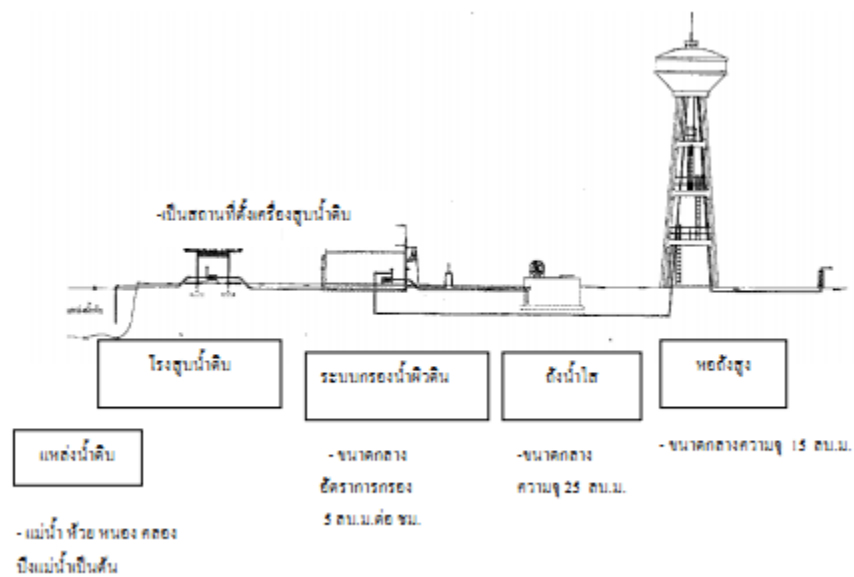 -เป็นสถานที่ตั้งเครื่องสูบน้ำดิบ
โรงสูบน้ำดิบ
ระบบกรองน้ำผิวดิน
ถังน้ำใส
หอถังสูง
แหล่งน้ำดิบ
- ขนาดกลาง
อัตราการกรอง
5 ลบ.ม.ต่อ ชม.
-ขนาดกลาง
ความจุ 25 ลบ.ม.
- ขนาดกลางความจุ 15 ลบ.ม.
- แม่น้ำ ห้วย หนอง คลอง
บึงแม่น้ำเป็นต้น